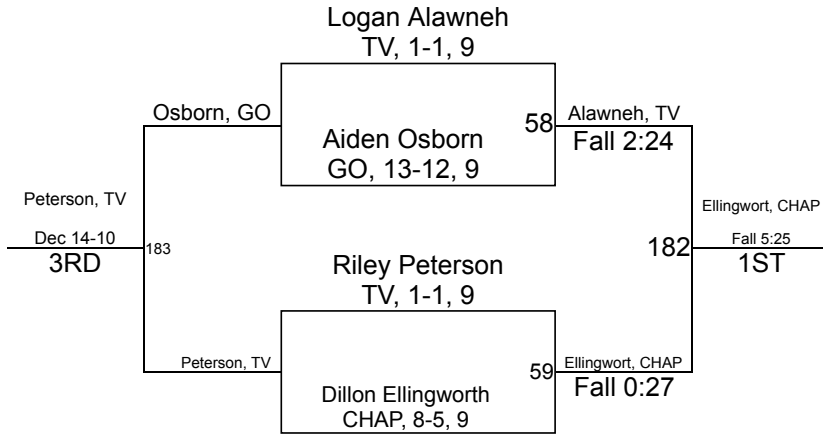 Logan Alawneh
TV, 1-1, 9
Osborn, GO
Aiden Osborn
GO, 13-12, 9
58
Alawneh, TV
Fall 2:24
Peterson, TV
Dec 14-10
3RD
183
182
Ellingwort, CHAP
Fall 5:25
1ST
Riley Peterson
TV, 1-1, 9
Peterson, TV
Dillon Ellingworth
CHAP, 8-5, 9
59
Ellingwort, CHAP
Fall 0:27